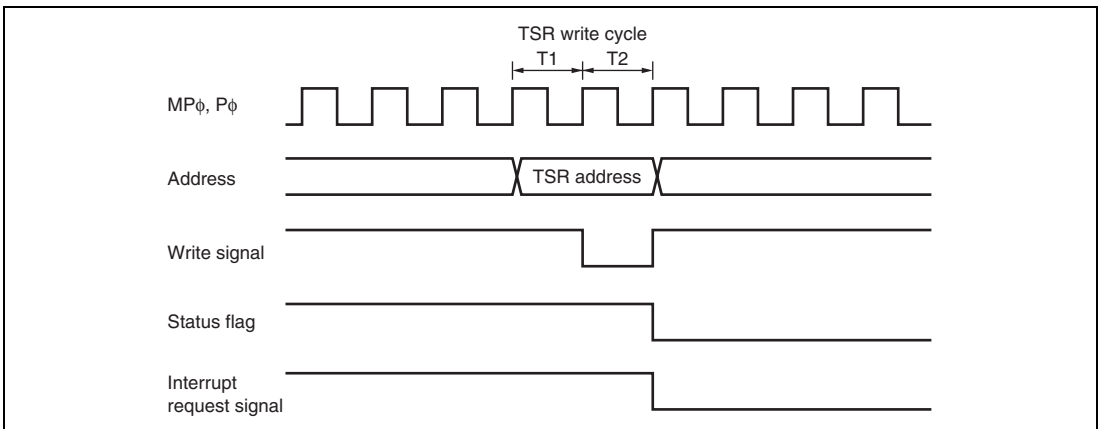 TSR write cycle
T1 T2
MPϕ, Pϕ
Address
TSR address
Write signal
Status flag
Interrupt
request signal